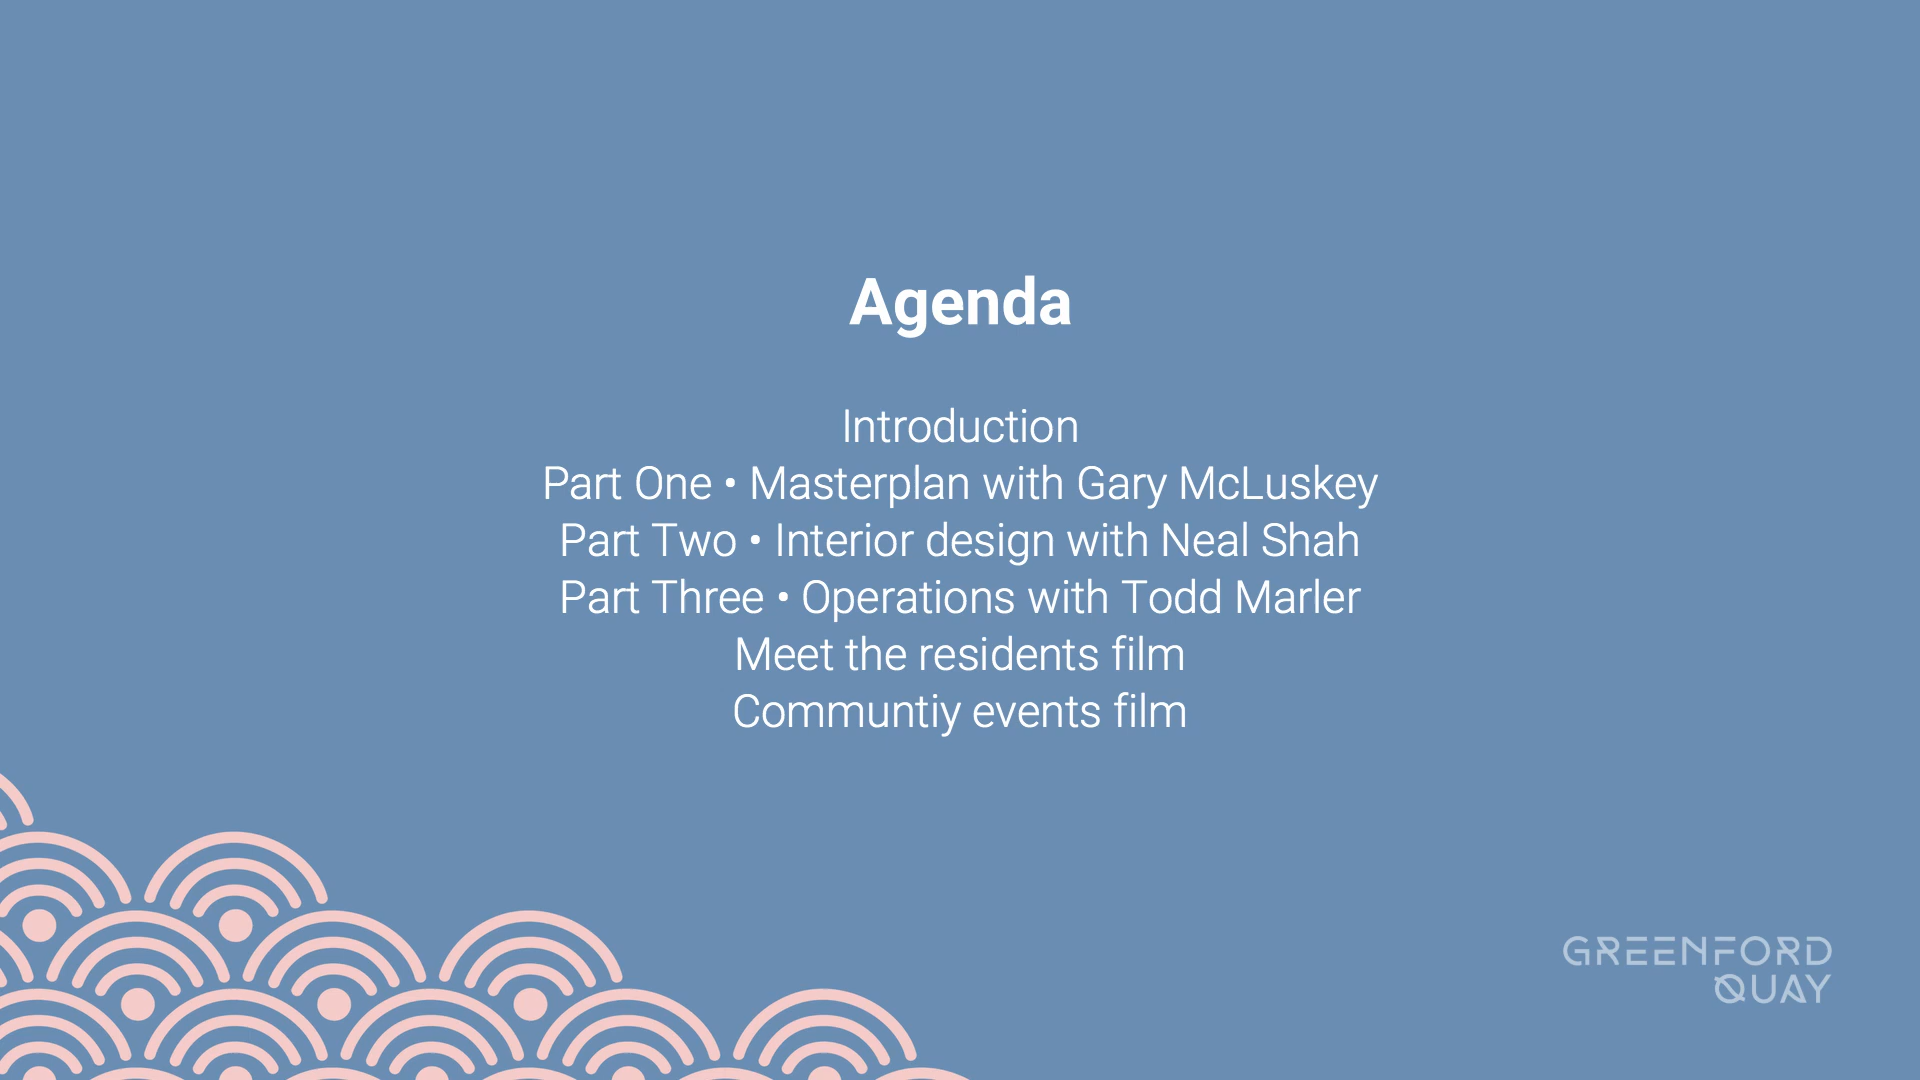 Agenda
Introduction
Part One • Masterplan with Gary McLuskey
Part Two • Interior design with Neal Shah
Part Three • Operations with Todd Marler
Meet the residents film
Communtiy events film
GREENFORD
QUAY